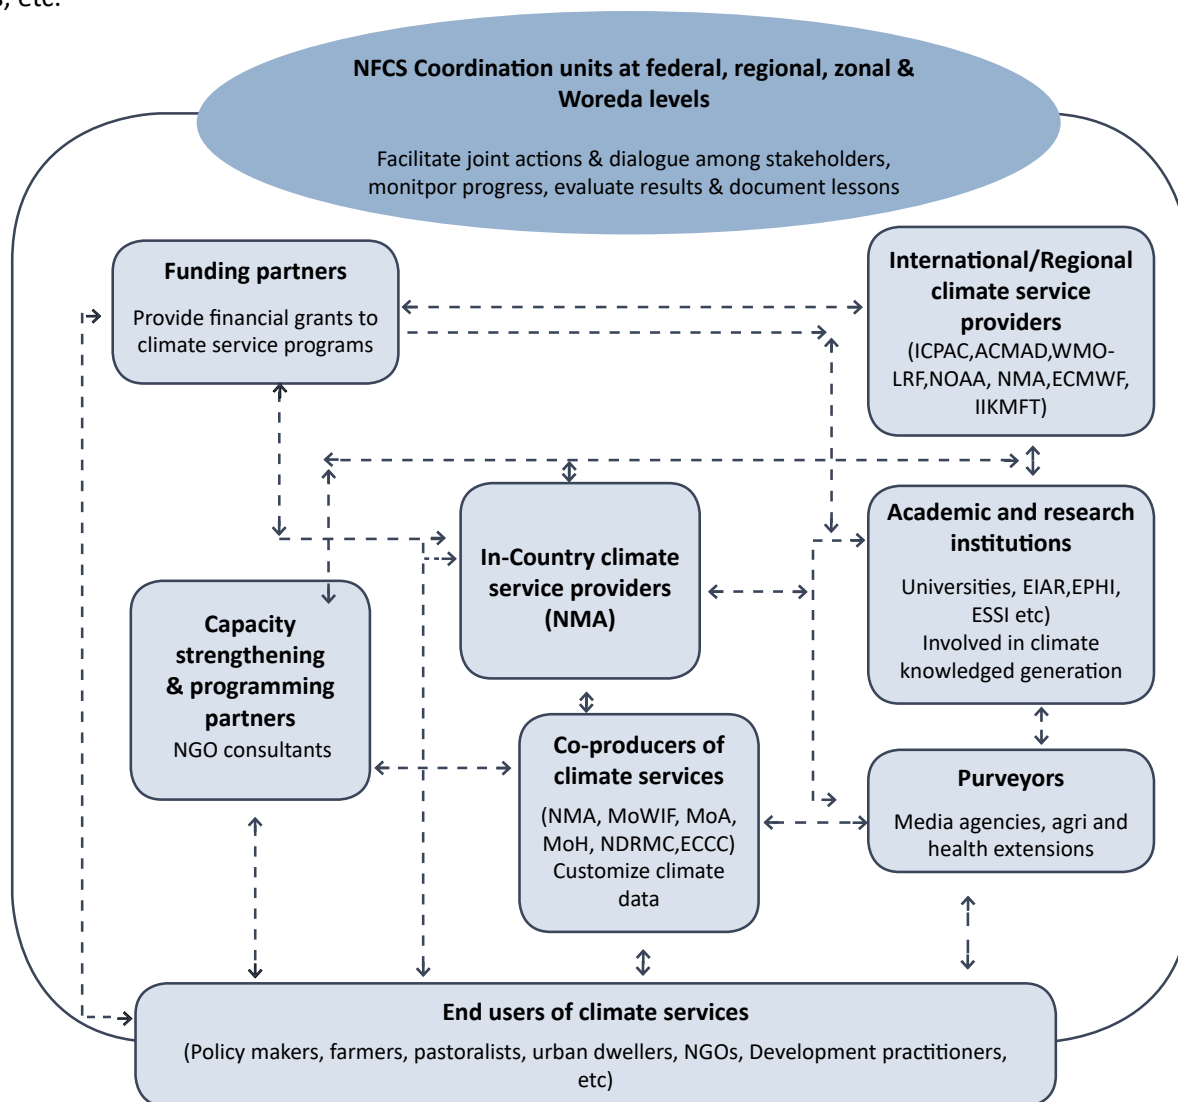 NFCS Coordination units at federal, regional, zonal &
Woreda levels
Facilitate joint actions & dialogue among stakeholders,
monitpor progress, evaluate results & document lessons
Funding partners
Provide financial grants to
climate service programs
International/Regional
climate service
providers
(ICPAC,ACMAD,WMO-
LRF,NOAA, NMA,ECMWF,
IIKMFT)
In-Country climate
service providers
(NMA)
Academic and research
institutions
Universities, EIAR,EPHI,
ESSI etc)
Involved in climate
knowledged generation
Capacity
strengthening
& programming
partners
NGO consultants
Co-producers of
climate services
(NMA, MoWIF, MoA,
MoH, NDRMC,ECCC)
Customize climate
data
Purveyors
Media agencies, agri and
health extensions
End users of climate services
(Policy makers, farmers, pastoralists, urban dwellers, NGOs, Development practitioners,
etc)